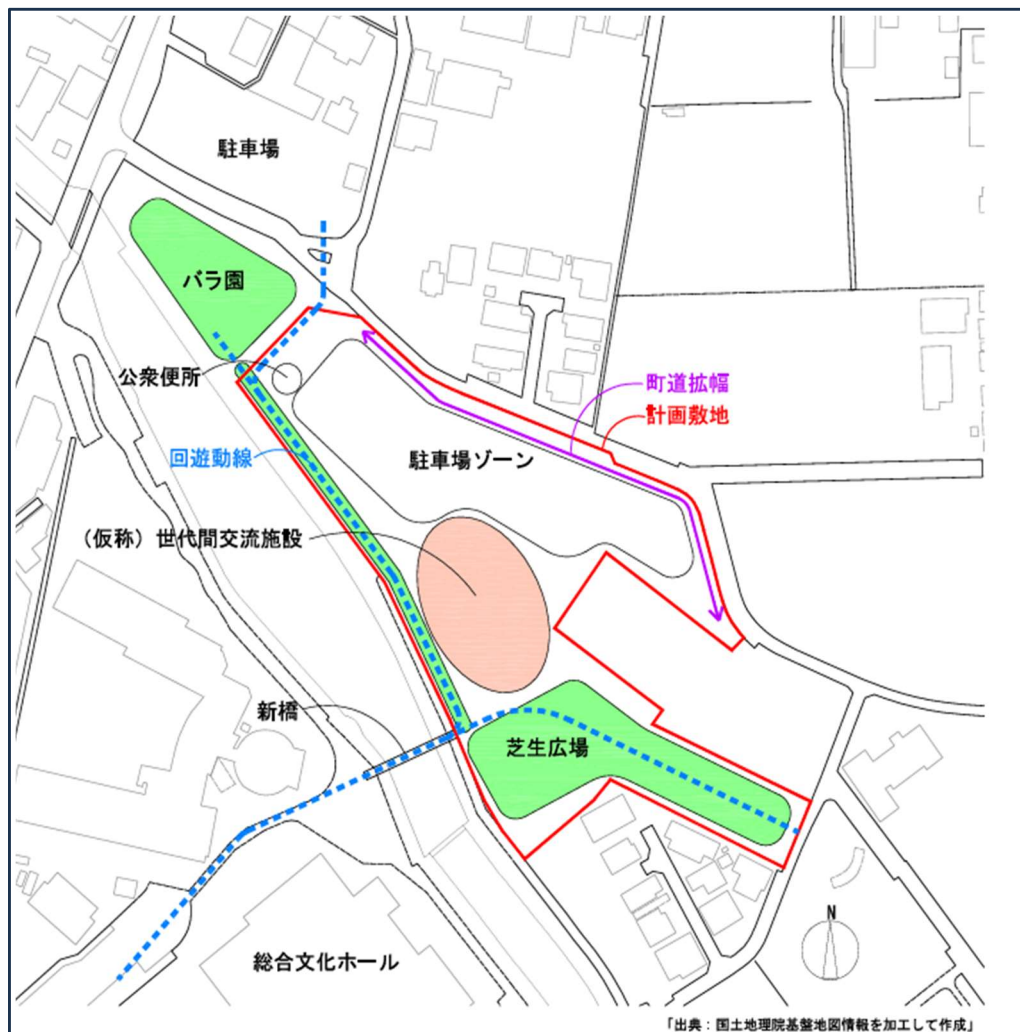 駐車場
バラ園
公衆便所
町道拡幅
計画敷地
回遊動線
駐車場ゾーン
（仮称）世代間交流施設
新橋
芝生広場
N
総合文化ホール
「出典：国土地理院基盤地図情報を加工して作成」